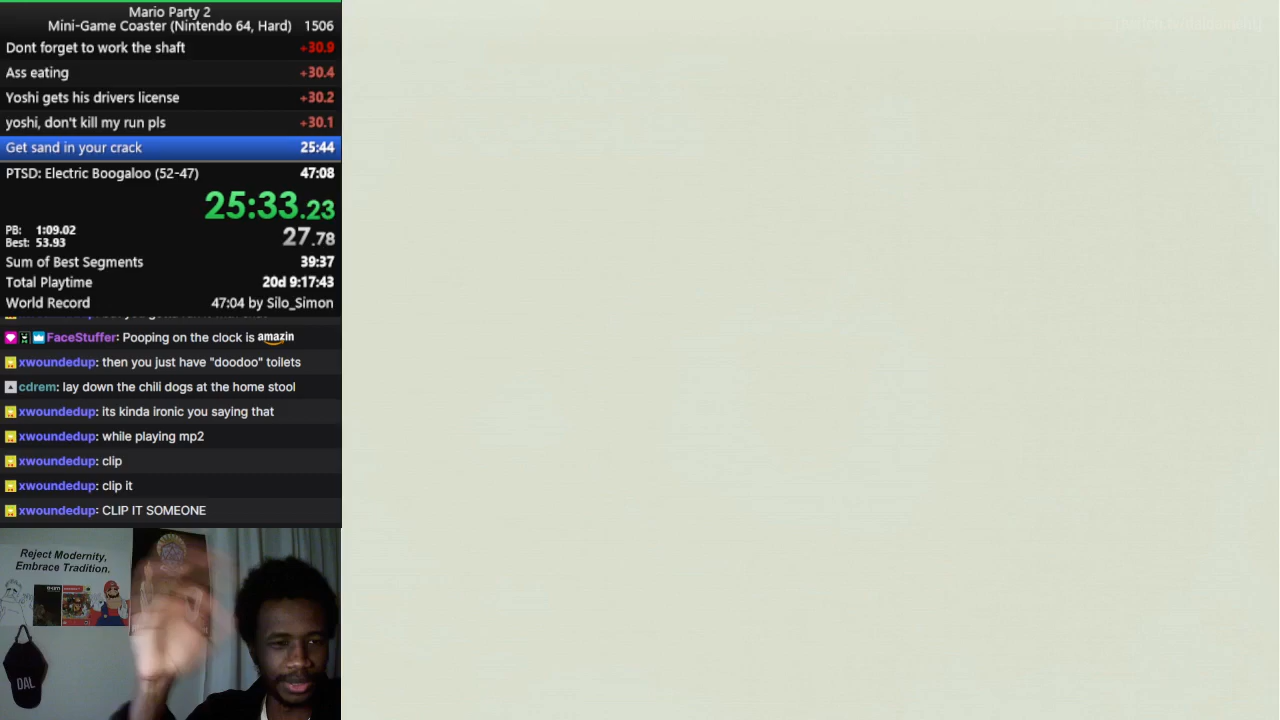 Mario Party 2
Mini-Game Coaster (Nintendo 64, Hard) 1506
Dont forget to work the shaft +30.9
Ass eating +30.4
Yoshi gets his drivers license +30.2
yoshi, don't kill my run pls +30.1
Get sand in your crack 25:44
PTSD: Electric Boogaloo (52-47) 47:08
25:33.23
PB: 1:09.02
Best: 53.93
27.78
Sum of Best Segments 39:37
Total Playtime 20d 9:17:43
World Record 47:04 by Silo_Simon
FaceStuffer: Pooping on the clock is amazin
xwoundedup: then you just have "doodoo" toilets
cdrem: lay down the chili dogs at the home stool
xwoundedup: its kinda ironic you saying that
xwoundedup: while playing mp2
xwoundedup: clip
xwoundedup: clip it
xwoundedup: CLIP IT SOMEONE
Reject Modernity,
Embrace Tradition.
DAL